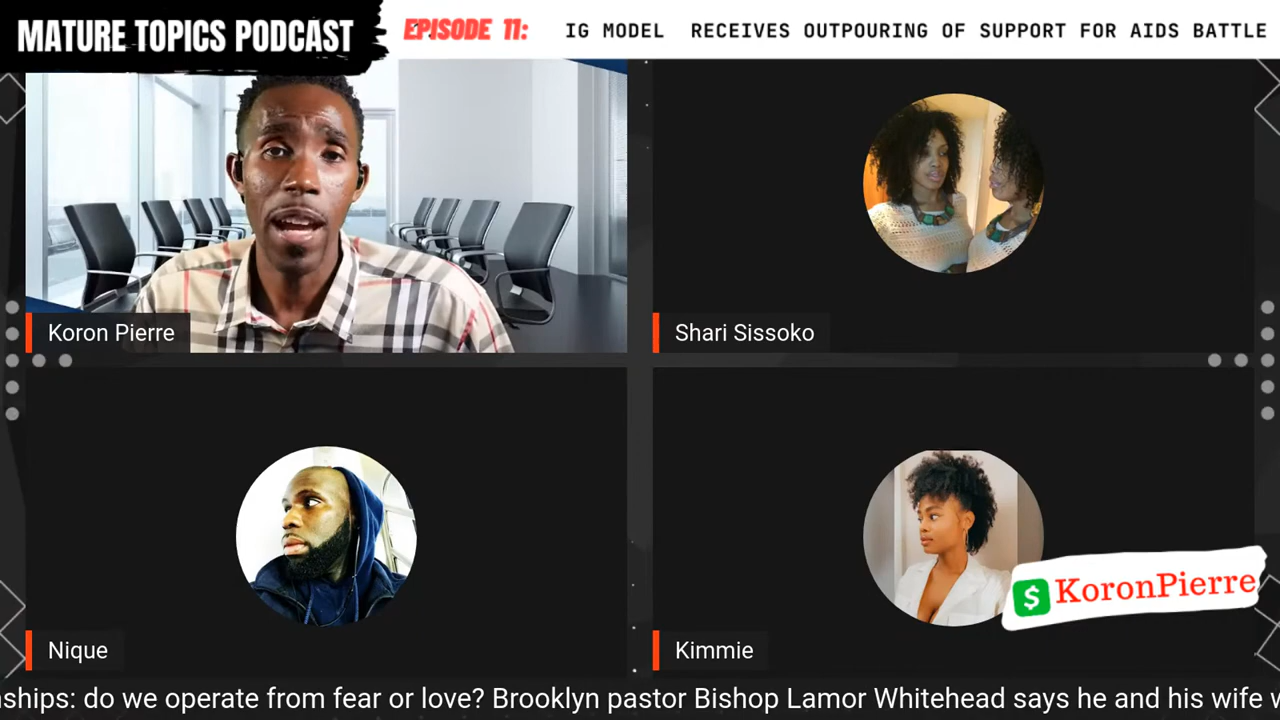 MATURE TOPICS PODCAST
EPISODE 11:
IG MODEL RECEIVES OUTPOURING OF SUPPORT FOR AIDS BATTLE
Koron Pierre
Shari Sissoko
Nique
Kimmie
$ KoronPierre
do we operate from fear or love? Brooklyn pastor Bishop Lamor Whitehead says he and his wife